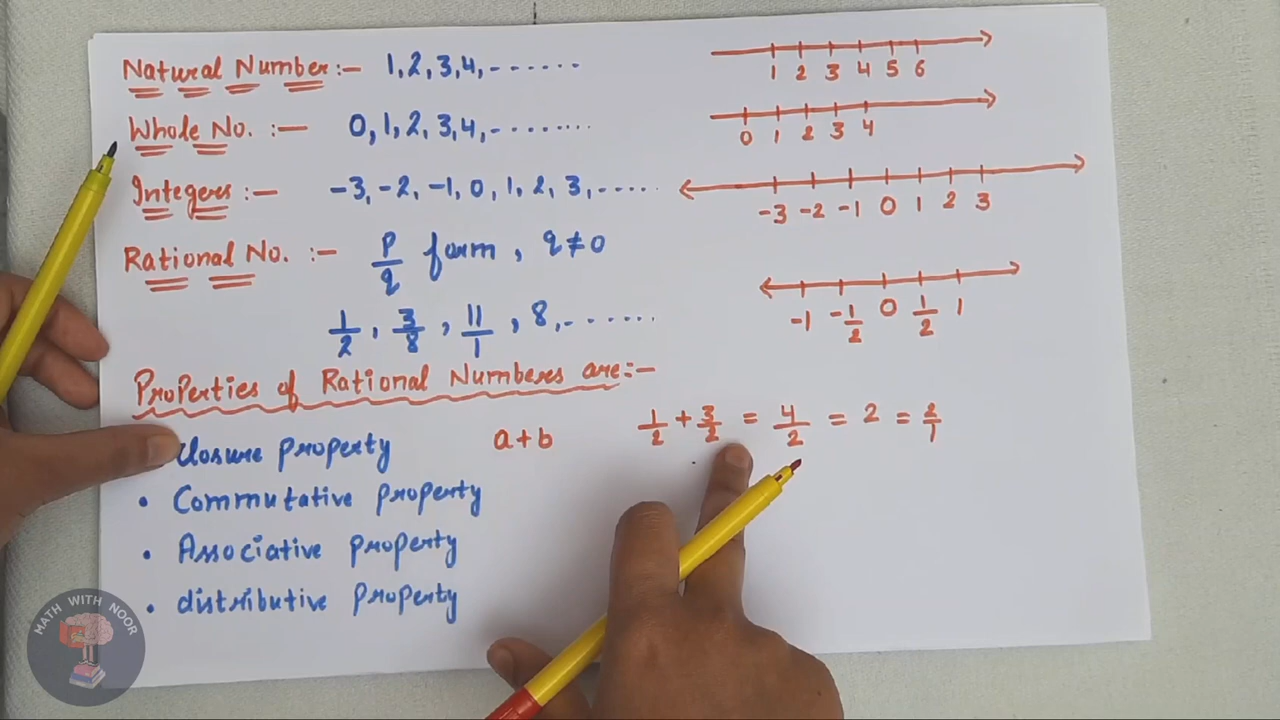 Natural Number:- 1, 2, 3, 4, - - - - - - -
1 2 3 4 5 6
Whole No. :- 0, 1, 2, 3, 4, - - - - - - - -
0 1 2 3 4
Integers :- -3, -2, -1, 0, 1, 2, 3, - - - - -
-3 -2 -1 0 1 2 3
Rational No. :- p/q form, q≠0
-1 -1/2 0 1/2 1
1/2, 3/8, 11/1, 8, - - - - - - -
Properties of Rational Numberes are:-
closure property a+b 1/2 + 3/2 = 4/2 = 2 = 2/1
• Commutative property
• Associative property
• distributive property
MATH WITH NOOR